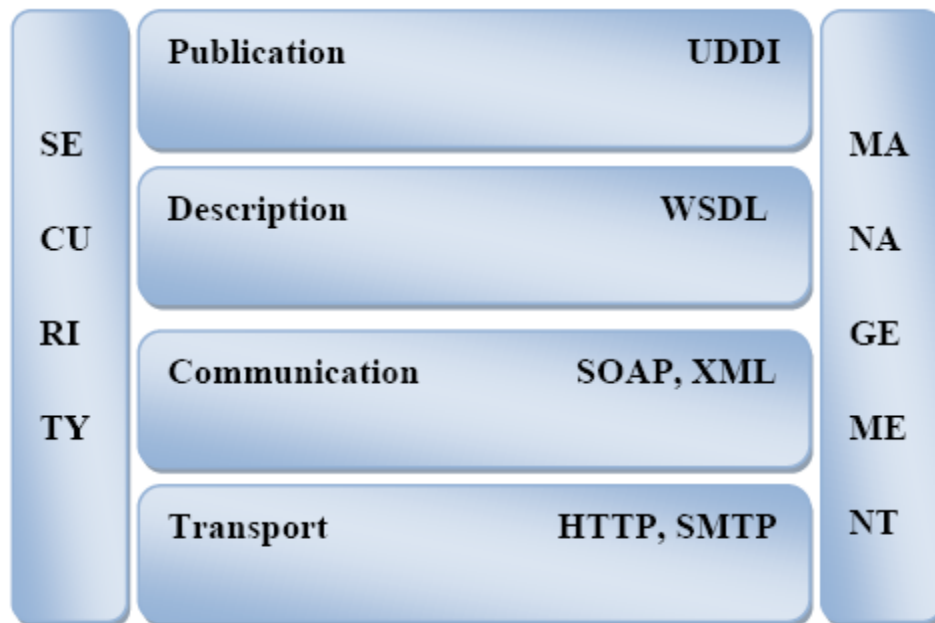 SE
CU
RI
TY
Publication UDDI
Description WSDL
Communication SOAP, XML
Transport HTTP, SMTP
MA
NA
GE
ME
NT